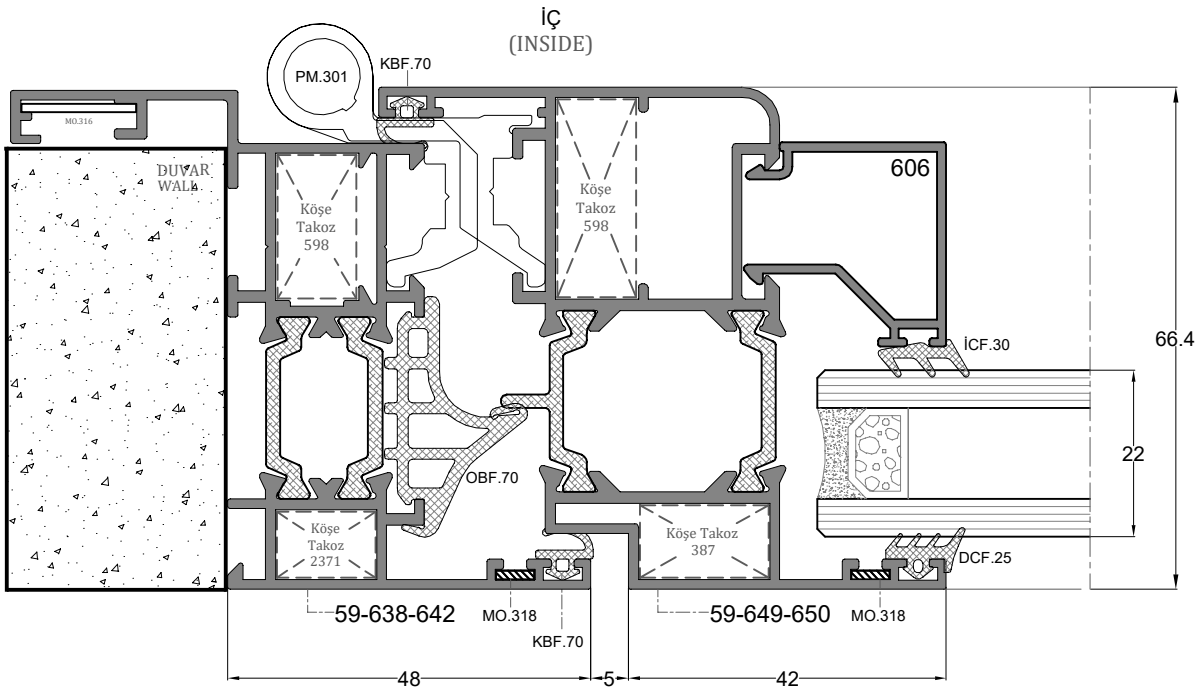 İÇ
(INSIDE)
PM.301
KBF.70
MO.316
DUVAR
WALL
606
Köşe
Takoz
598
Köşe
Takoz
598
İCF.30
66.4
22
OBF.70
Köşe
Takoz
2371
Köşe Takoz
387
DCF.25
59-638-642
MO.318
KBF.70
59-649-650
MO.318
48
5
42